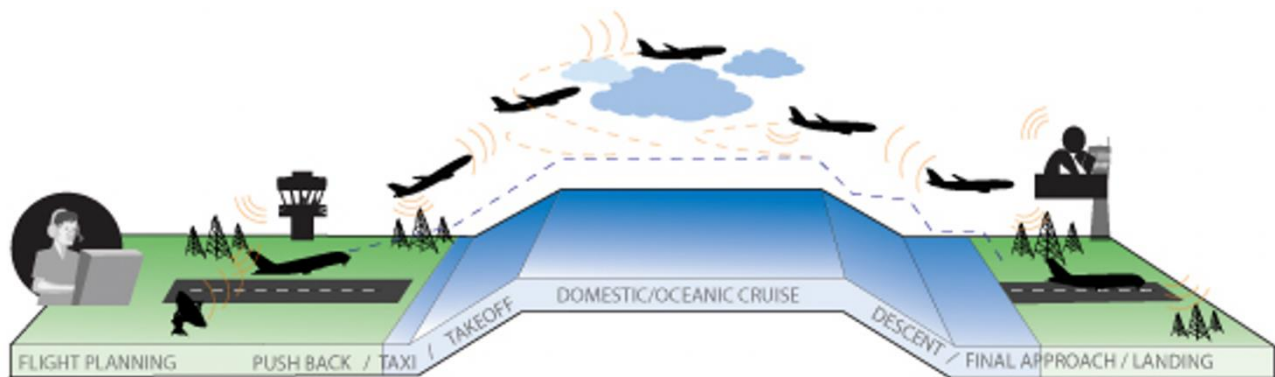 FLIGHT PLANNING
PUSH BACK / TAXI / TAKEOFF
DOMESTIC/OCEANIC CRUISE
DESCENT / FINAL APPROACH / LANDING